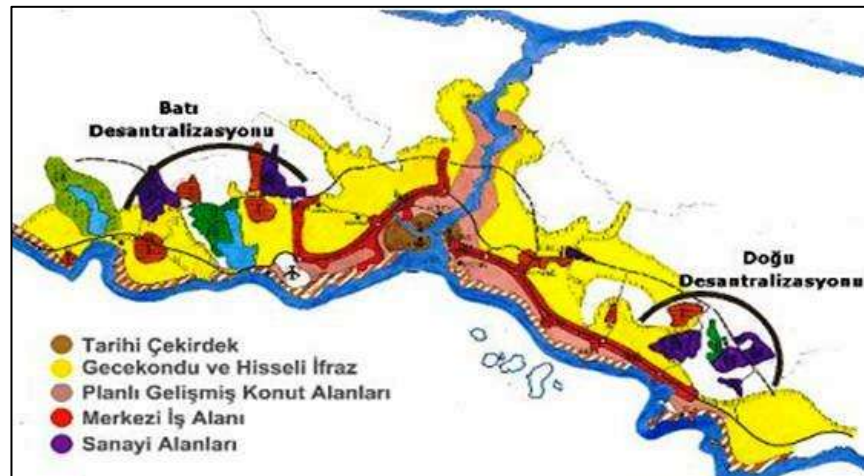 Batı
Desantralizasyonu
Doğu
Desantralizasyonu
Tarihi Çekirdek
Gecekondu ve Hisseli İfraz
Planlı Gelişmiş Konut Alanları
Merkezi İş Alanı
Sanayi Alanları